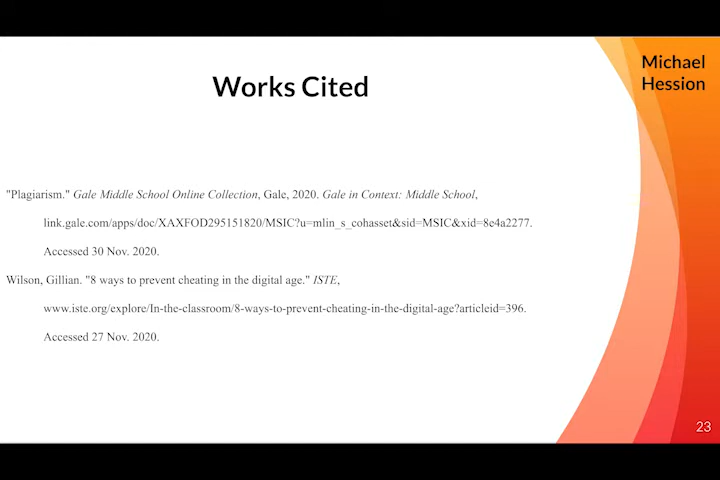 Michael
Hession
Works Cited
"Plagiarism." Gale Middle School Online Collection, Gale, 2020. Gale in Context: Middle School,
link.gale.com/apps/doc/XAXFOD295151820/MSIC?u=mlin_s_cohasset&sid=MSIC&xid=8e4a2277.
Accessed 30 Nov. 2020.
Wilson, Gillian. "8 ways to prevent cheating in the digital age." ISTE,
www.iste.org/explore/In-the-classroom/8-ways-to-prevent-cheating-in-the-digital-age?articleid=396.
Accessed 27 Nov. 2020.
23